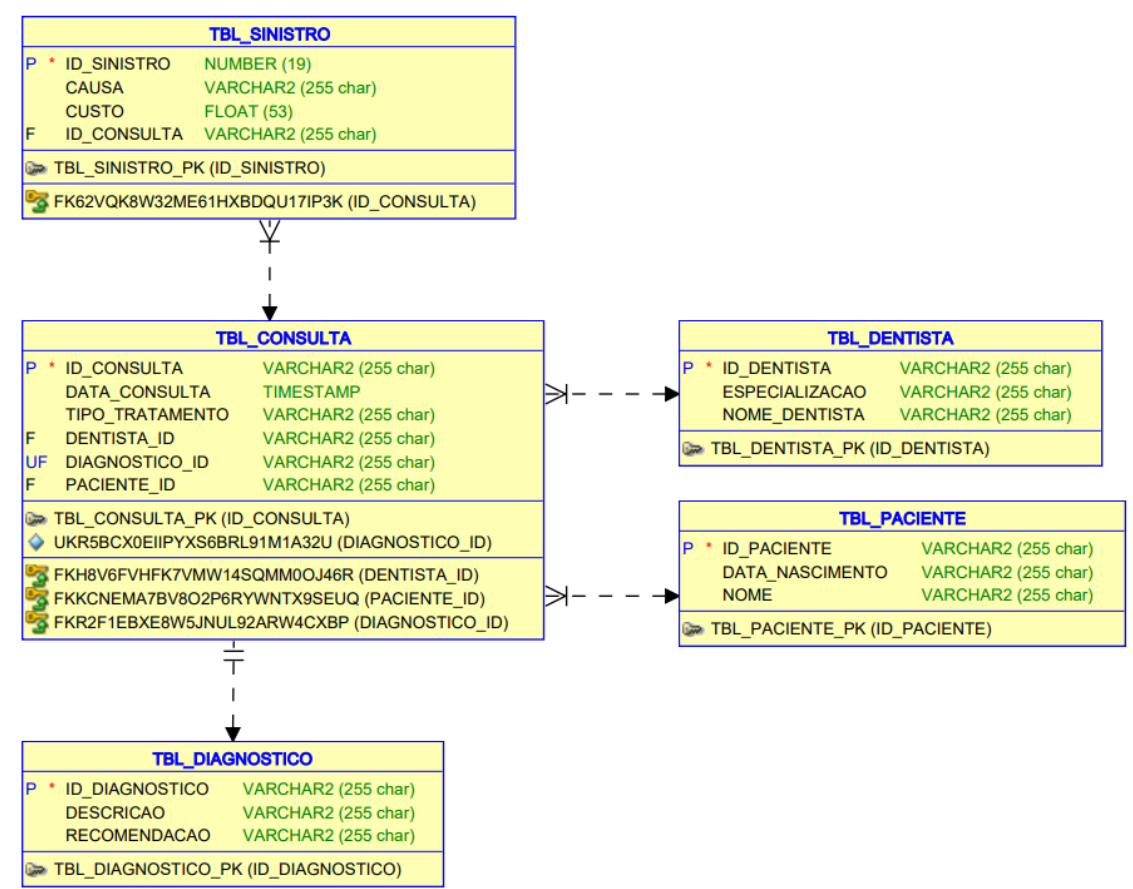 TBL_SINISTRO
P * ID_SINISTRO NUMBER (19)
CAUSA VARCHAR2 (255 char)
CUSTO FLOAT (53)
F ID_CONSULTA VARCHAR2 (255 char)
TBL_SINISTRO_PK (ID_SINISTRO)
FK62VQK8W32ME61HXBDQU17IP3K (ID_CONSULTA)
TBL_CONSULTA
P * ID_CONSULTA VARCHAR2 (255 char)
DATA_CONSULTA TIMESTAMP
TIPO_TRATAMENTO VARCHAR2 (255 char)
F DENTISTA_ID VARCHAR2 (255 char)
UF DIAGNOSTICO_ID VARCHAR2 (255 char)
F PACIENTE_ID VARCHAR2 (255 char)
TBL_CONSULTA_PK (ID_CONSULTA)
UKR5BCX0EIIPYXS6BRL91M1A32U (DIAGNOSTICO_ID)
FKH8V6FVHFK7VMW14SQMM0OJ46R (DENTISTA_ID)
FKKCNEMA7BV8O2P6RYWNTX9SEUQ (PACIENTE_ID)
FKR2F1EBXE8W5JNUL92ARW4CXBP (DIAGNOSTICO_ID)
TBL_DENTISTA
P * ID_DENTISTA VARCHAR2 (255 char)
ESPECIALIZACAO VARCHAR2 (255 char)
NOME_DENTISTA VARCHAR2 (255 char)
TBL_DENTISTA_PK (ID_DENTISTA)
TBL_PACIENTE
P * ID_PACIENTE VARCHAR2 (255 char)
DATA_NASCIMENTO VARCHAR2 (255 char)
NOME VARCHAR2 (255 char)
TBL_PACIENTE_PK (ID_PACIENTE)
TBL_DIAGNOSTICO
P * ID_DIAGNOSTICO VARCHAR2 (255 char)
DESCRICAO VARCHAR2 (255 char)
RECOMENDACAO VARCHAR2 (255 char)
TBL_DIAGNOSTICO_PK (ID_DIAGNOSTICO)